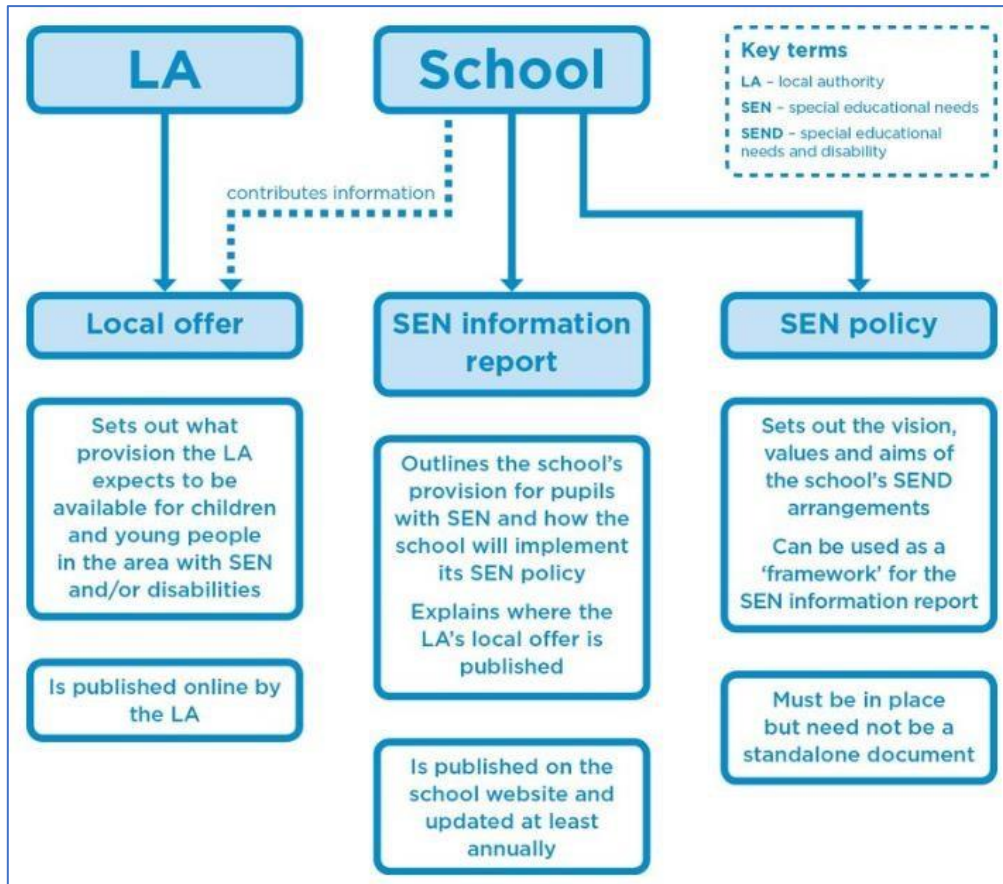 LA
School
Key terms
LA – local authority
SEN – special educational needs
SEND – special educational
needs and disability
contributes information
Local offer
Sets out what
provision the LA
expects to be
available for children
and young people
in the area with SEN
and/or disabilities
Is published online by
the LA
SEN information
report
Outlines the school's
provision for pupils
with SEN and how the
school will implement
its SEN policy
Explains where the
LA's local offer is
published
Is published on the
school website and
updated at least
annually
SEN policy
Sets out the vision,
values and aims of
the school's SEND
arrangements
Can be used as a
'framework' for the
SEN information report
Must be in place
but need not be a
standalone document